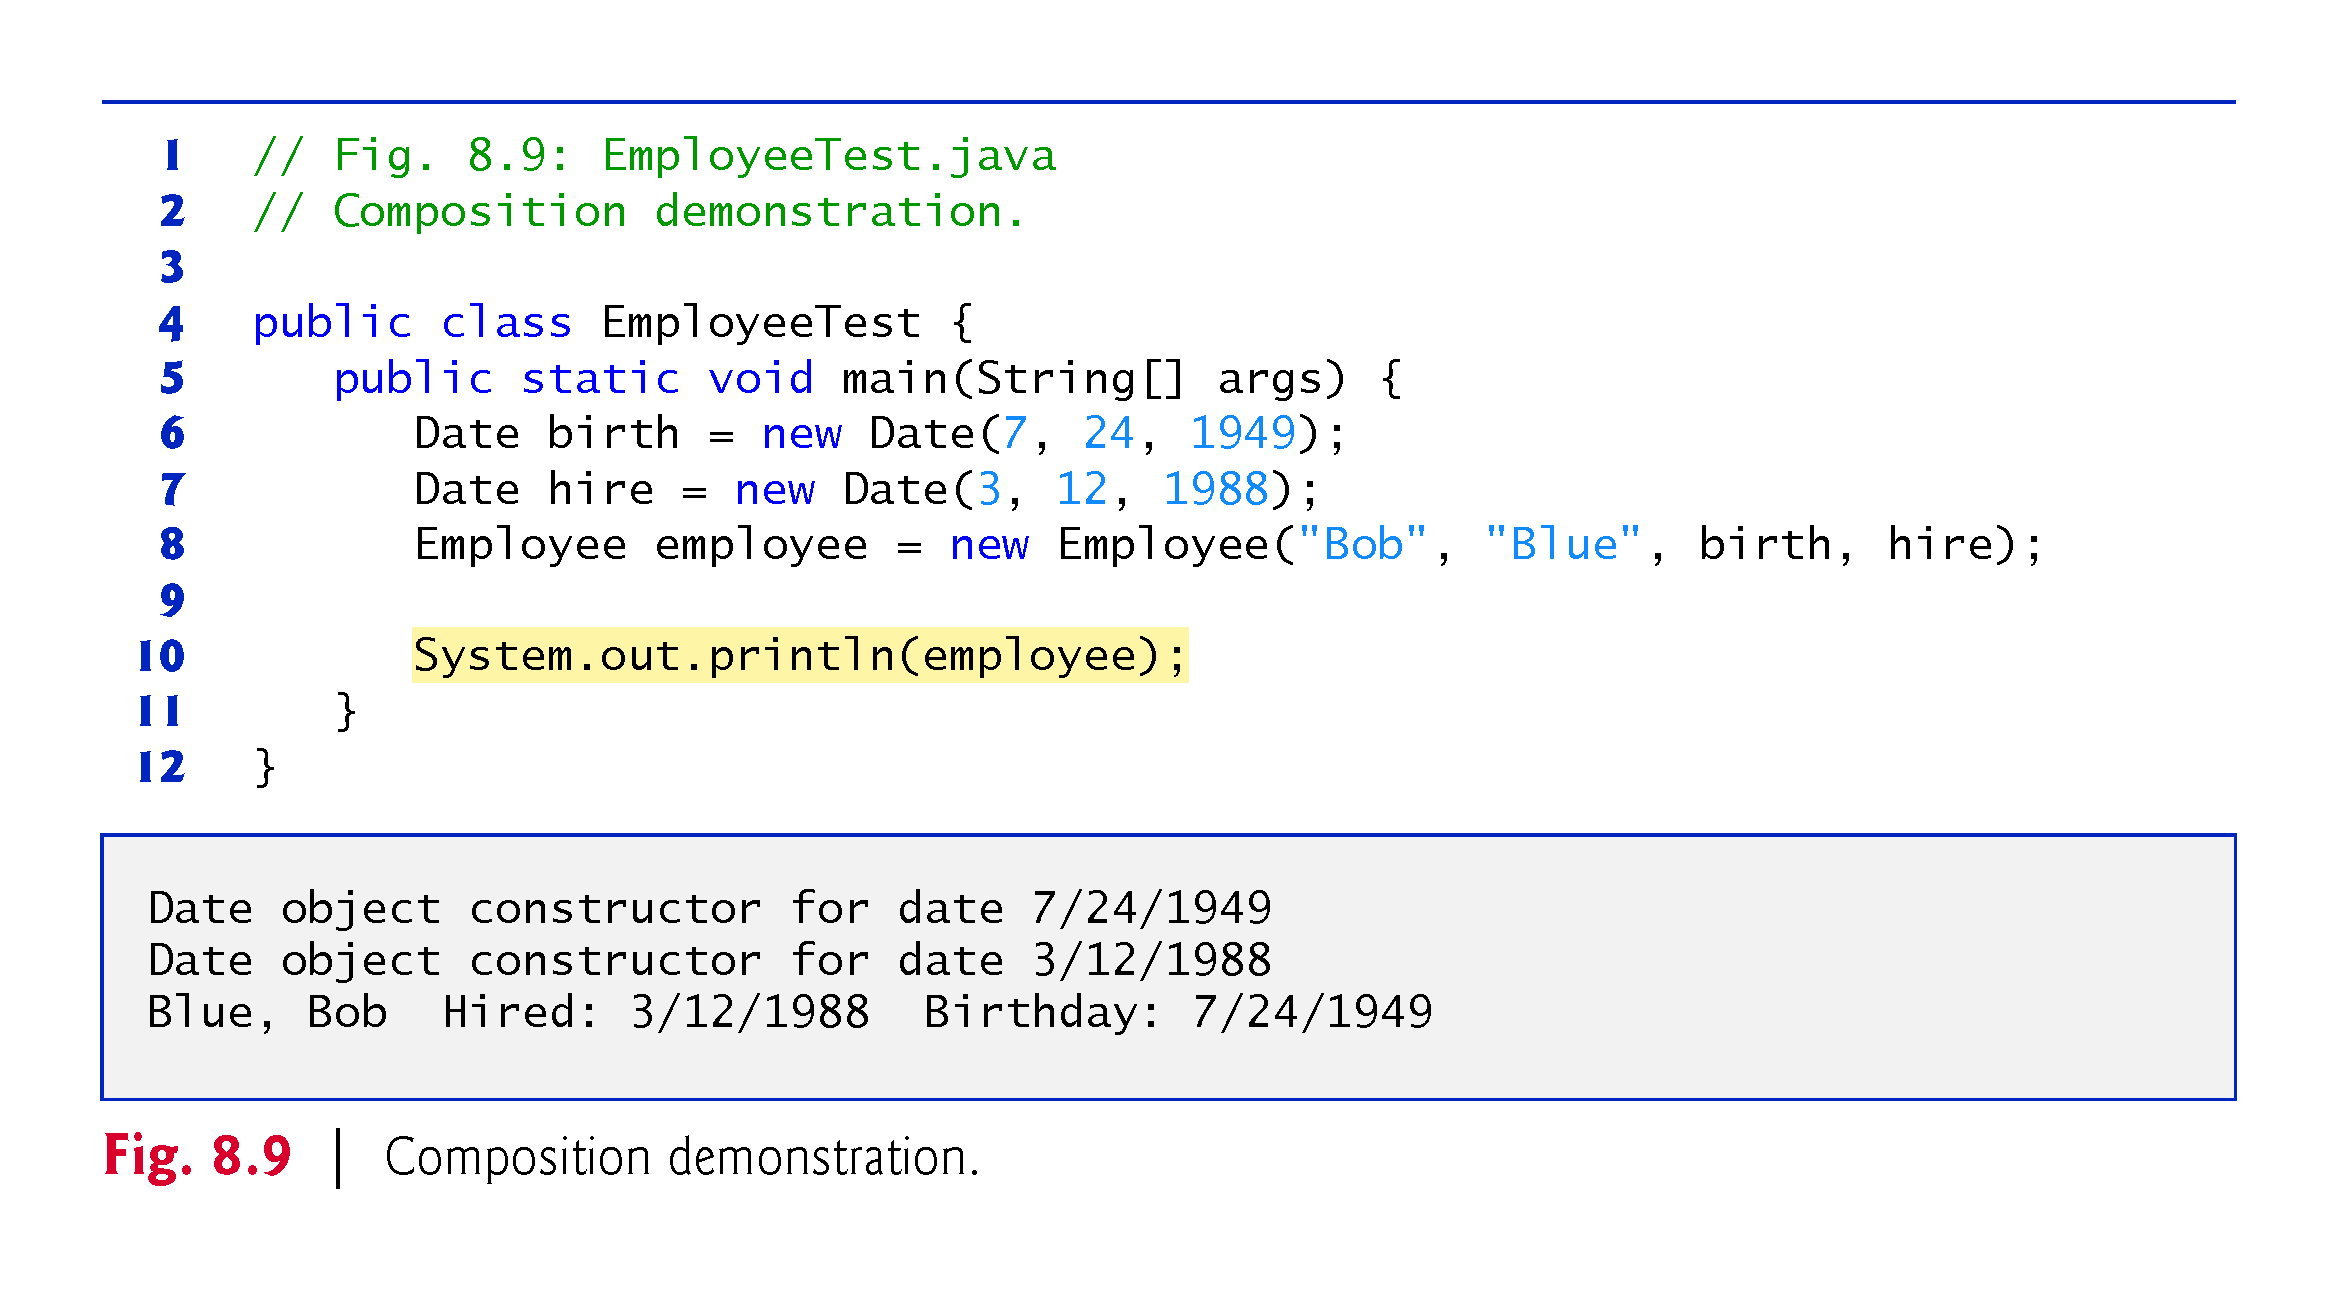 1 // Fig. 8.9: EmployeeTest.java
2 // Composition demonstration.
3
4 public class EmployeeTest {
5    public static void main(String[] args) {
6       Date birth = new Date(7, 24, 1949);
7       Date hire = new Date(3, 12, 1988);
8       Employee employee = new Employee("Bob", "Blue", birth, hire);
9
10       System.out.println(employee);
11    }
12 }
Date object constructor for date 7/24/1949
Date object constructor for date 3/12/1988
Blue, Bob  Hired: 3/12/1988  Birthday: 7/24/1949
Fig. 8.9 | Composition demonstration.